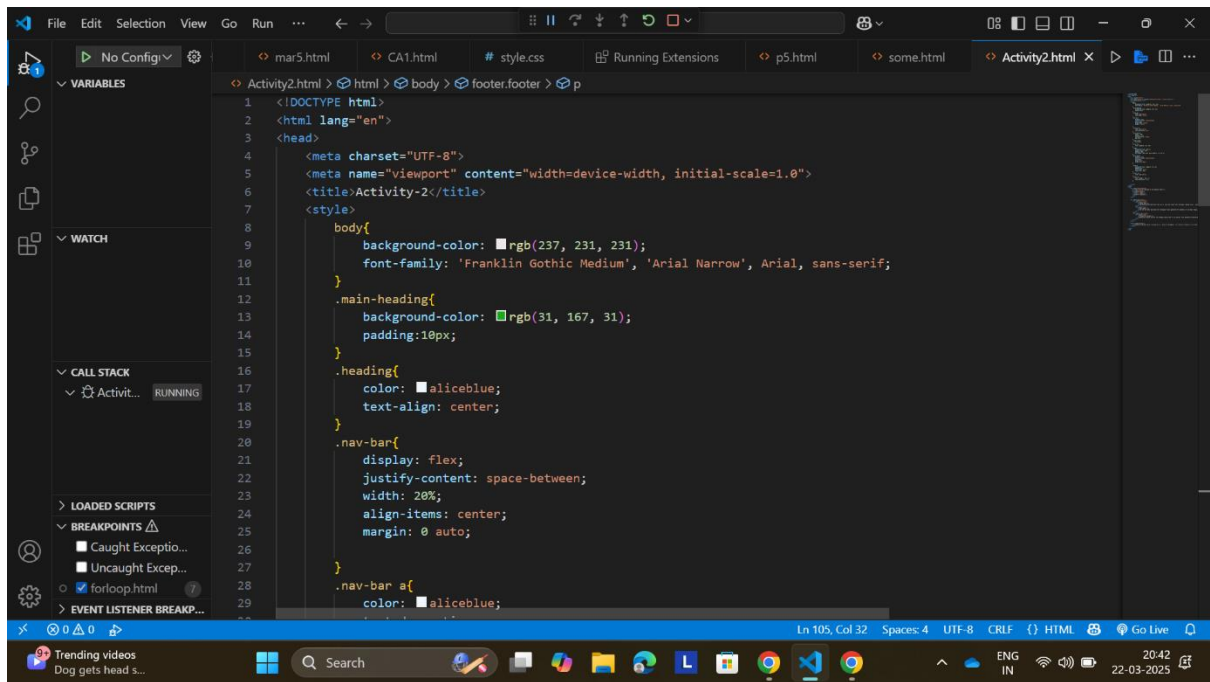 File Edit Selection View Go Run ···
No Config
mar5.html CA1.html # style.css Running Extensions p5.html some.html Activity2.html
VARIABLES
WATCH
CALL STACK
Activit... RUNNING
LOADED SCRIPTS
BREAKPOINTS
Caught Exceptio...
Uncaught Excep...
forloop.html 7
EVENT LISTENER BREAKP...
1
Activity2.html > html > body > footer.footer > p
1 <!DOCTYPE html>
2 <html lang="en">
3 <head>
4 <meta charset="UTF-8">
5 <meta name="viewport" content="width=device-width, initial-scale=1.0">
6 <title>Activity-2</title>
7 <style>
8 body{
9 background-color: rgb(237, 231, 231);
10 font-family: 'Franklin Gothic Medium', 'Arial Narrow', Arial, sans-serif;
11 }
12 .main-heading{
13 background-color: rgb(31, 167, 31);
14 padding:10px;
15 }
16 .heading{
17 color: aliceblue;
18 text-align: center;
19 }
20 .nav-bar{
21 display: flex;
22 justify-content: space-between;
23 width: 20%;
24 align-items: center;
25 margin: 0 auto;
26
27 }
28 .nav-bar a{
29 color: aliceblue;
0 0 Ln 105, Col 32 Spaces: 4 UTF-8 CRLF {} HTML Go Live
9+ Trending videos
Dog gets head s...
Search
L
ENG
IN
20:42
22-03-2025